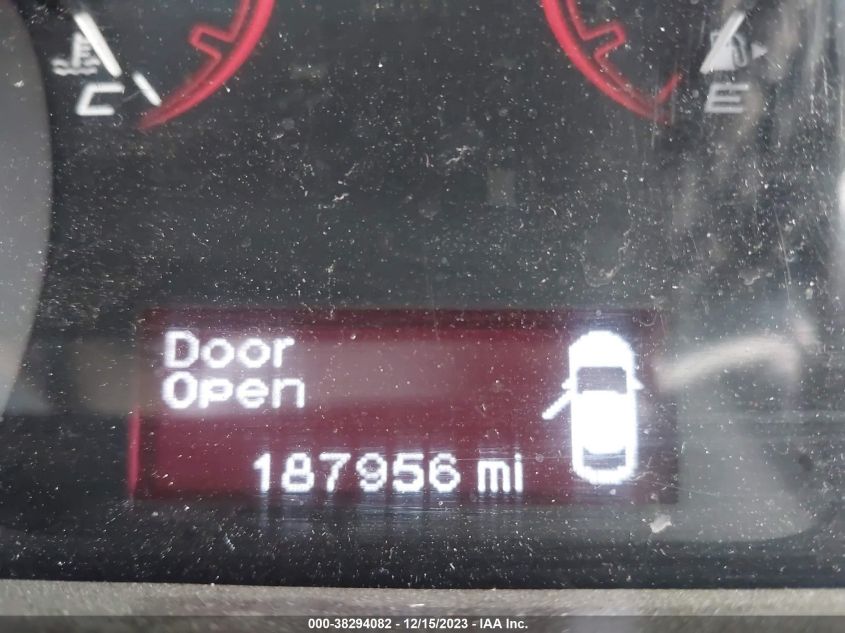 C E
Door
Open
187956 mi
000-38294082 - 12/15/2023 - IAA Inc.